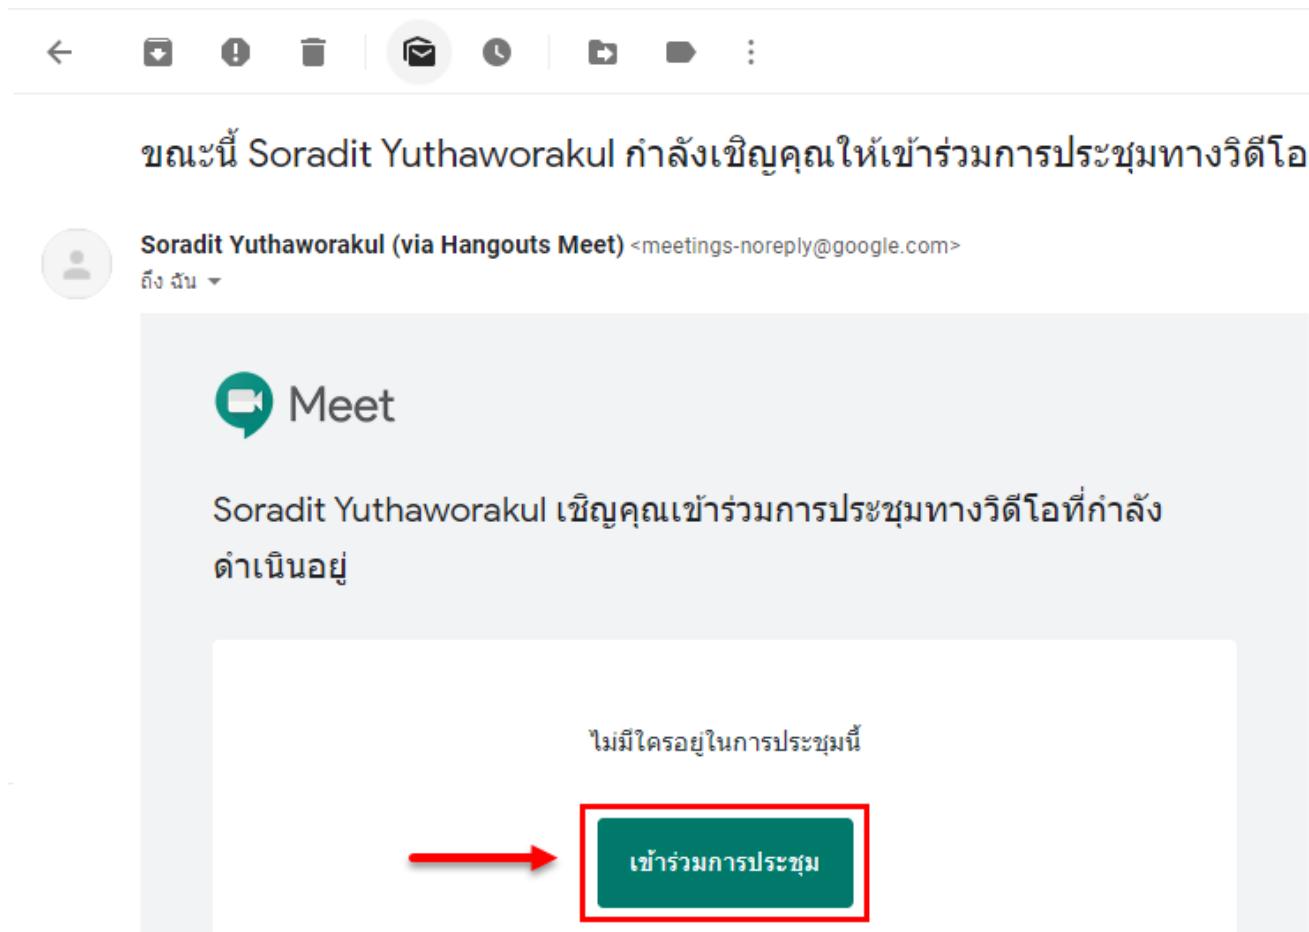 ขณะนี้ Soradit Yuthaworakul กำลังเชิญคุณให้เข้าร่วมการประชุมทางวิดีโอ
Soradit Yuthaworakul (via Hangouts Meet) <meetings-noreply@google.com>
ถึง ฉัน
Meet
Soradit Yuthaworakul เชิญคุณเข้าร่วมการประชุมทางวิดีโอที่กำลัง
ดำเนินอยู่
ไม่มีใครอยู่ในการประชุมนี้
เข้าร่วมการประชุม